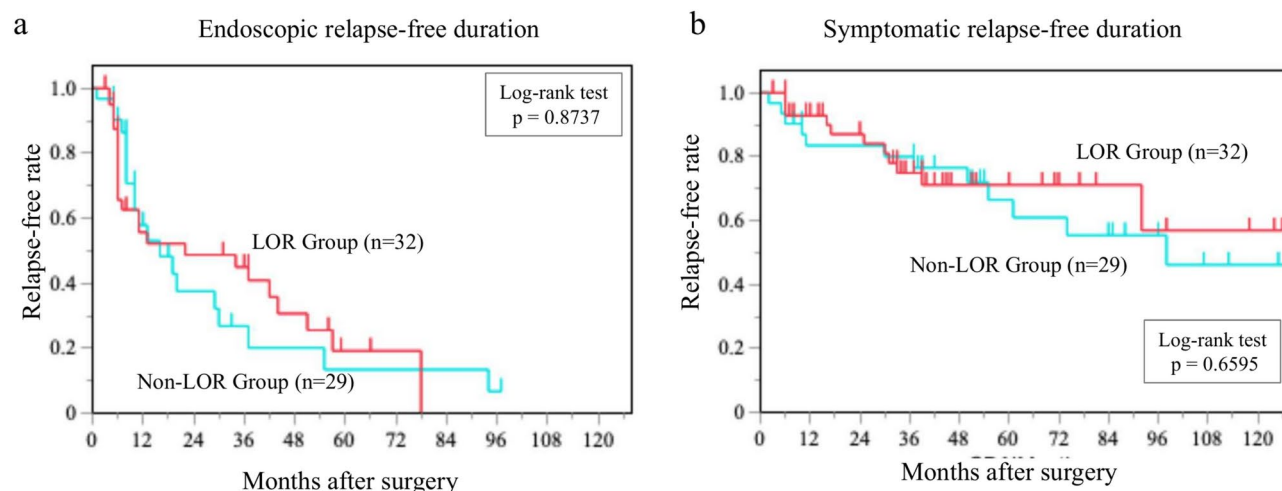 a
Endoscopic relapse-free duration
Relapse-free rate
1.0
0.8
0.6
0.4
0.2
0
Log-rank test
p = 0.8737
LOR Group (n=32)
Non-LOR Group (n=29)
0 12 24 36 48 60 72 84 96 108 120
Months after surgery
b
Symptomatic relapse-free duration
Relapse-free rate
1.0
0.8
0.6
0.4
0.2
0
LOR Group (n=32)
Non-LOR Group (n=29)
Log-rank test
p = 0.6595
0 12 24 36 48 60 72 84 96 108 120
Months after surgery